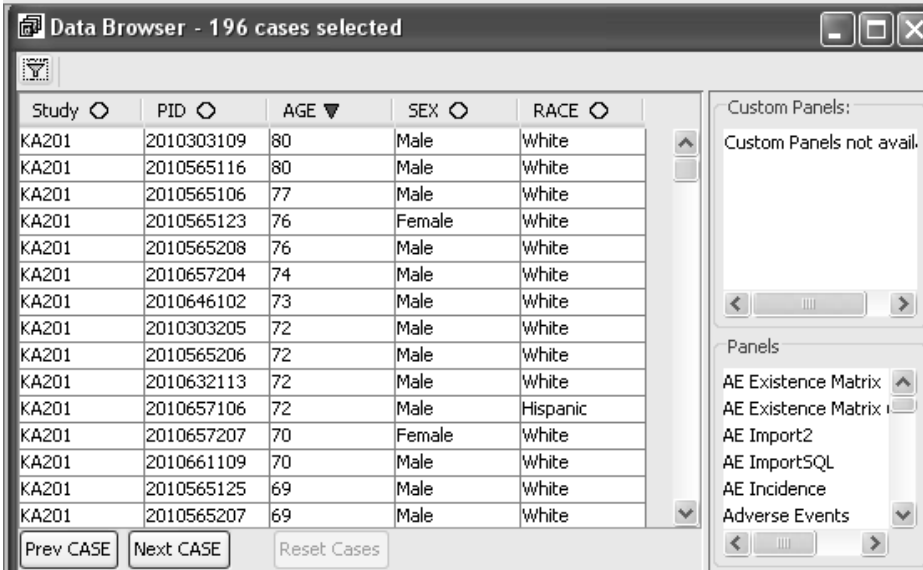 Data Browser - 196 cases selected
Study PID AGE SEX RACE
KA201 2010303109 80 Male White
KA201 2010565116 80 Male White
KA201 2010565106 77 Male White
KA201 2010565123 76 Female White
KA201 2010565208 76 Male White
KA201 2010657204 74 Male White
KA201 2010646102 73 Male White
KA201 2010303205 72 Male White
KA201 2010565206 72 Male White
KA201 2010632113 72 Male White
KA201 2010657106 72 Male Hispanic
KA201 2010657207 70 Female White
KA201 2010661109 70 Male White
KA201 2010565125 69 Male White
KA201 2010565207 69 Male White
Prev CASE Next CASE Reset Cases
Custom Panels:
Custom Panels not avail
Panels
AE Existence Matrix
AE Existence Matrix
AE Import2
AE ImportSQL
AE Incidence
Adverse Events